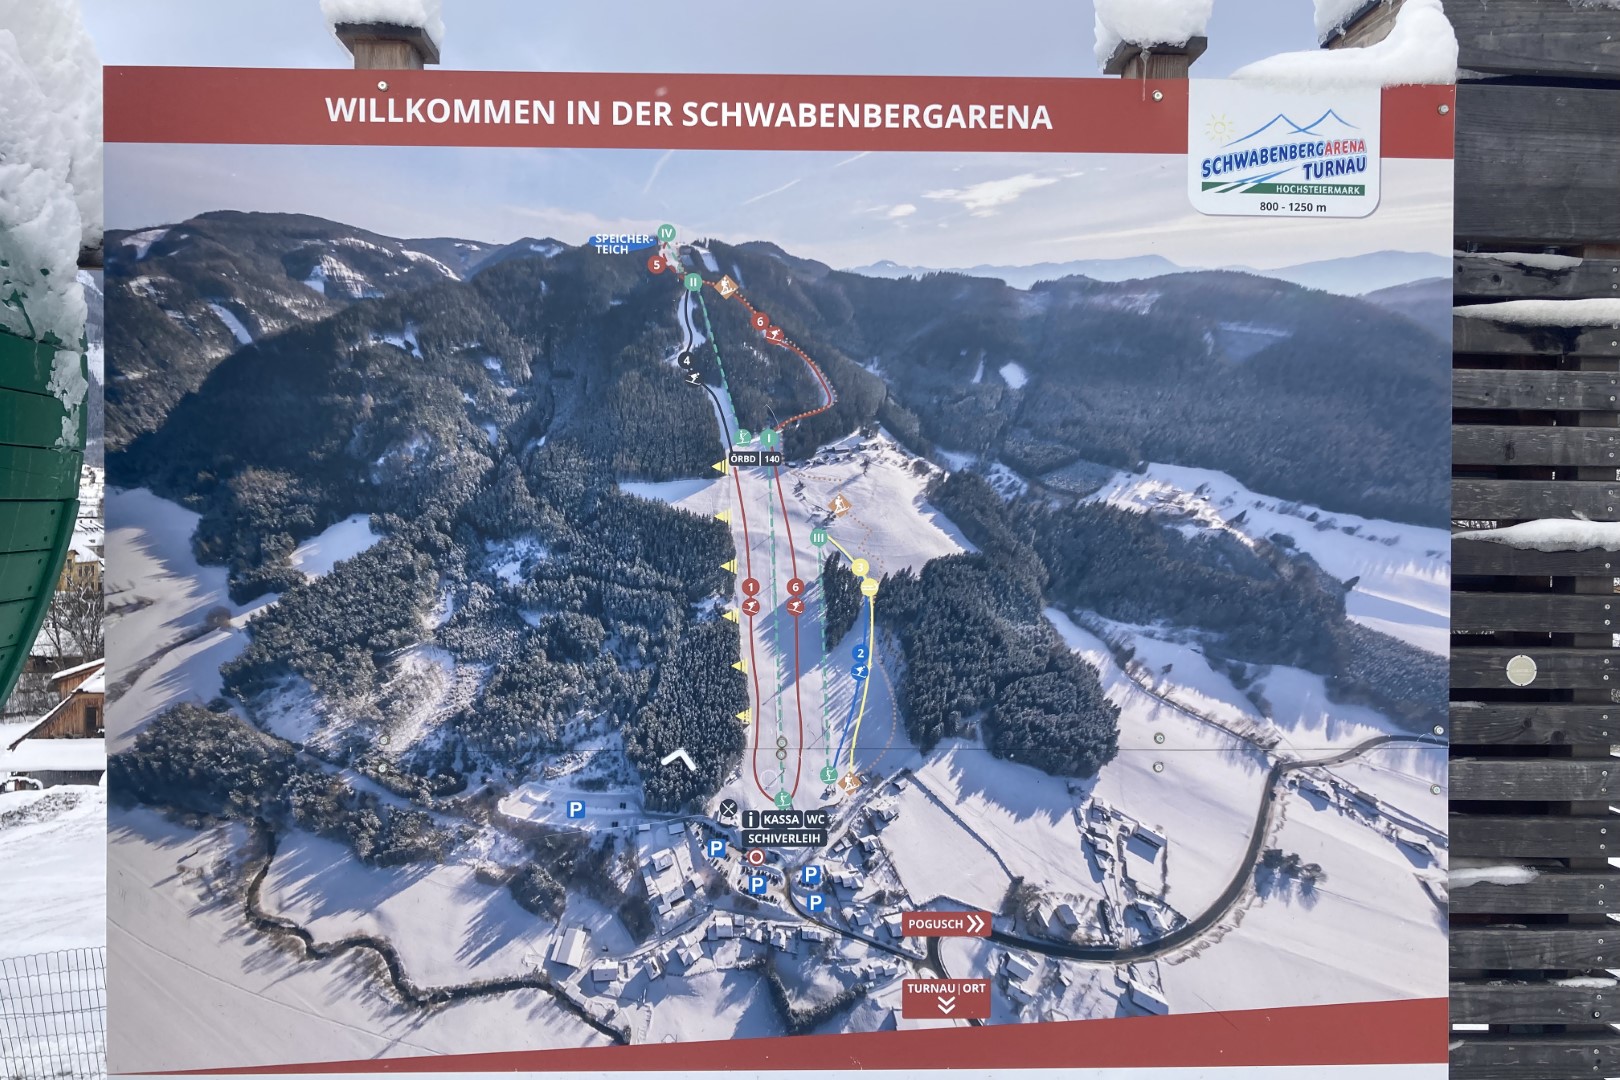 WILLKOMMEN IN DER SCHWABENBERGARENA
SCHWABENBERGARENA
TURNAU
HOCHSTEIERMARK
800 - 1250 m
IV
SPEICHER-
TEICH
5
II
6
4
I
ÖRBD 140
III
3
1
6
2
P
i KASSA WC
SCHIVERLEIH
P
P
P
P
POGUSCH
TURNAU|ORT